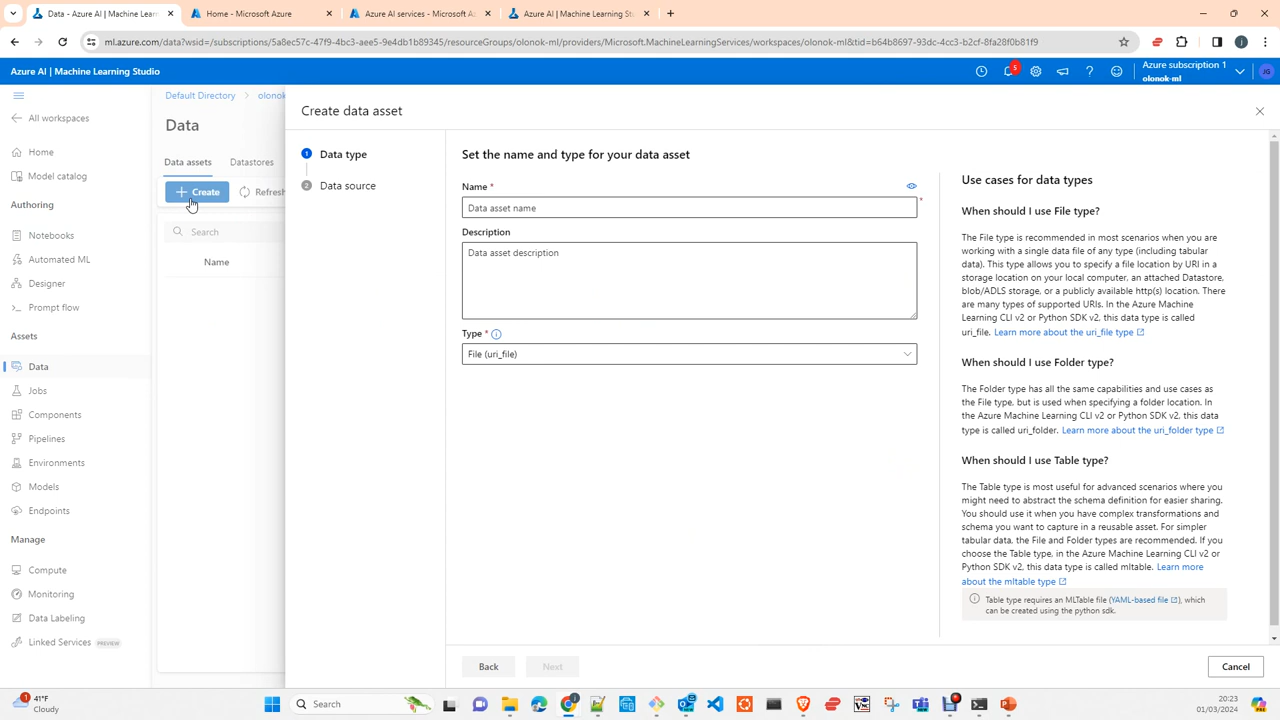 Data - Azure AI | Machine Learn
Home - Microsoft Azure
Azure AI services - Microsoft Az
Azure AI | Machine Learning Stu
ml.azure.com/data?wsid=/subscriptions/5a8ec57c-47f9-4bc3-aee5-9e4db1b89345/resourceGroups/olonok-ml/providers/Microsoft.MachineLearningServices/workspaces/olonok-ml&tid=b64b8697-93dc-4cc3-b2cf-8fa28f0b81f9
Azure AI | Machine Learning Studio
5
Azure subscription 1
olonok-ml
JG
All workspaces
Home
Model catalog
Authoring
Notebooks
Automated ML
Designer
Prompt flow
Assets
Data
Jobs
Components
Pipelines
Environments
Models
Endpoints
Manage
Compute
Monitoring
Data Labeling
Linked Services PREVIEW
Default Directory > olonok
Data
Data assets Datastores
Create Refresh
Search
Name
Create data asset
1 Data type
2 Data source
Set the name and type for your data asset
Name *
Data asset name
*
Description
Data asset description
Type *
File (uri_file)
Use cases for data types
When should I use File type?
The File type is recommended in most scenarios when you are
working with a single data file of any type (including tabular
data). This type allows you to specify a file location by URI in a
storage location on your local computer, an attached Datastore,
blob/ADLS storage, or a publicly available http(s) location. There
are many types of supported URIs. In the Azure Machine
Learning CLI v2 or Python SDK v2, this data type is called
uri_file. Learn more about the uri_file type
When should I use Folder type?
The Folder type has all the same capabilities and use cases as
the File type, but is used when specifying a folder location. In
the Azure Machine Learning CLI v2 or Python SDK v2, this data
type is called uri_folder. Learn more about the uri_folder type
When should I use Table type?
The Table type is most useful for advanced scenarios where you
might need to abstract the schema definition for easier sharing.
You should use it when you have complex transformations and
schema you want to capture in a reusable asset. For simpler
tabular data, the File and Folder types are recommended. If you
choose the Table type, in the Azure Machine Learning CLI v2 or
Python SDK v2, this data type is called mltable. Learn more
about the mltable type
Table type requires an MLTable file (YAML-based file), which
can be created using the python sdk.
Back
Next
Cancel
1
41°F
Cloudy
Search
20:23
01/03/2024